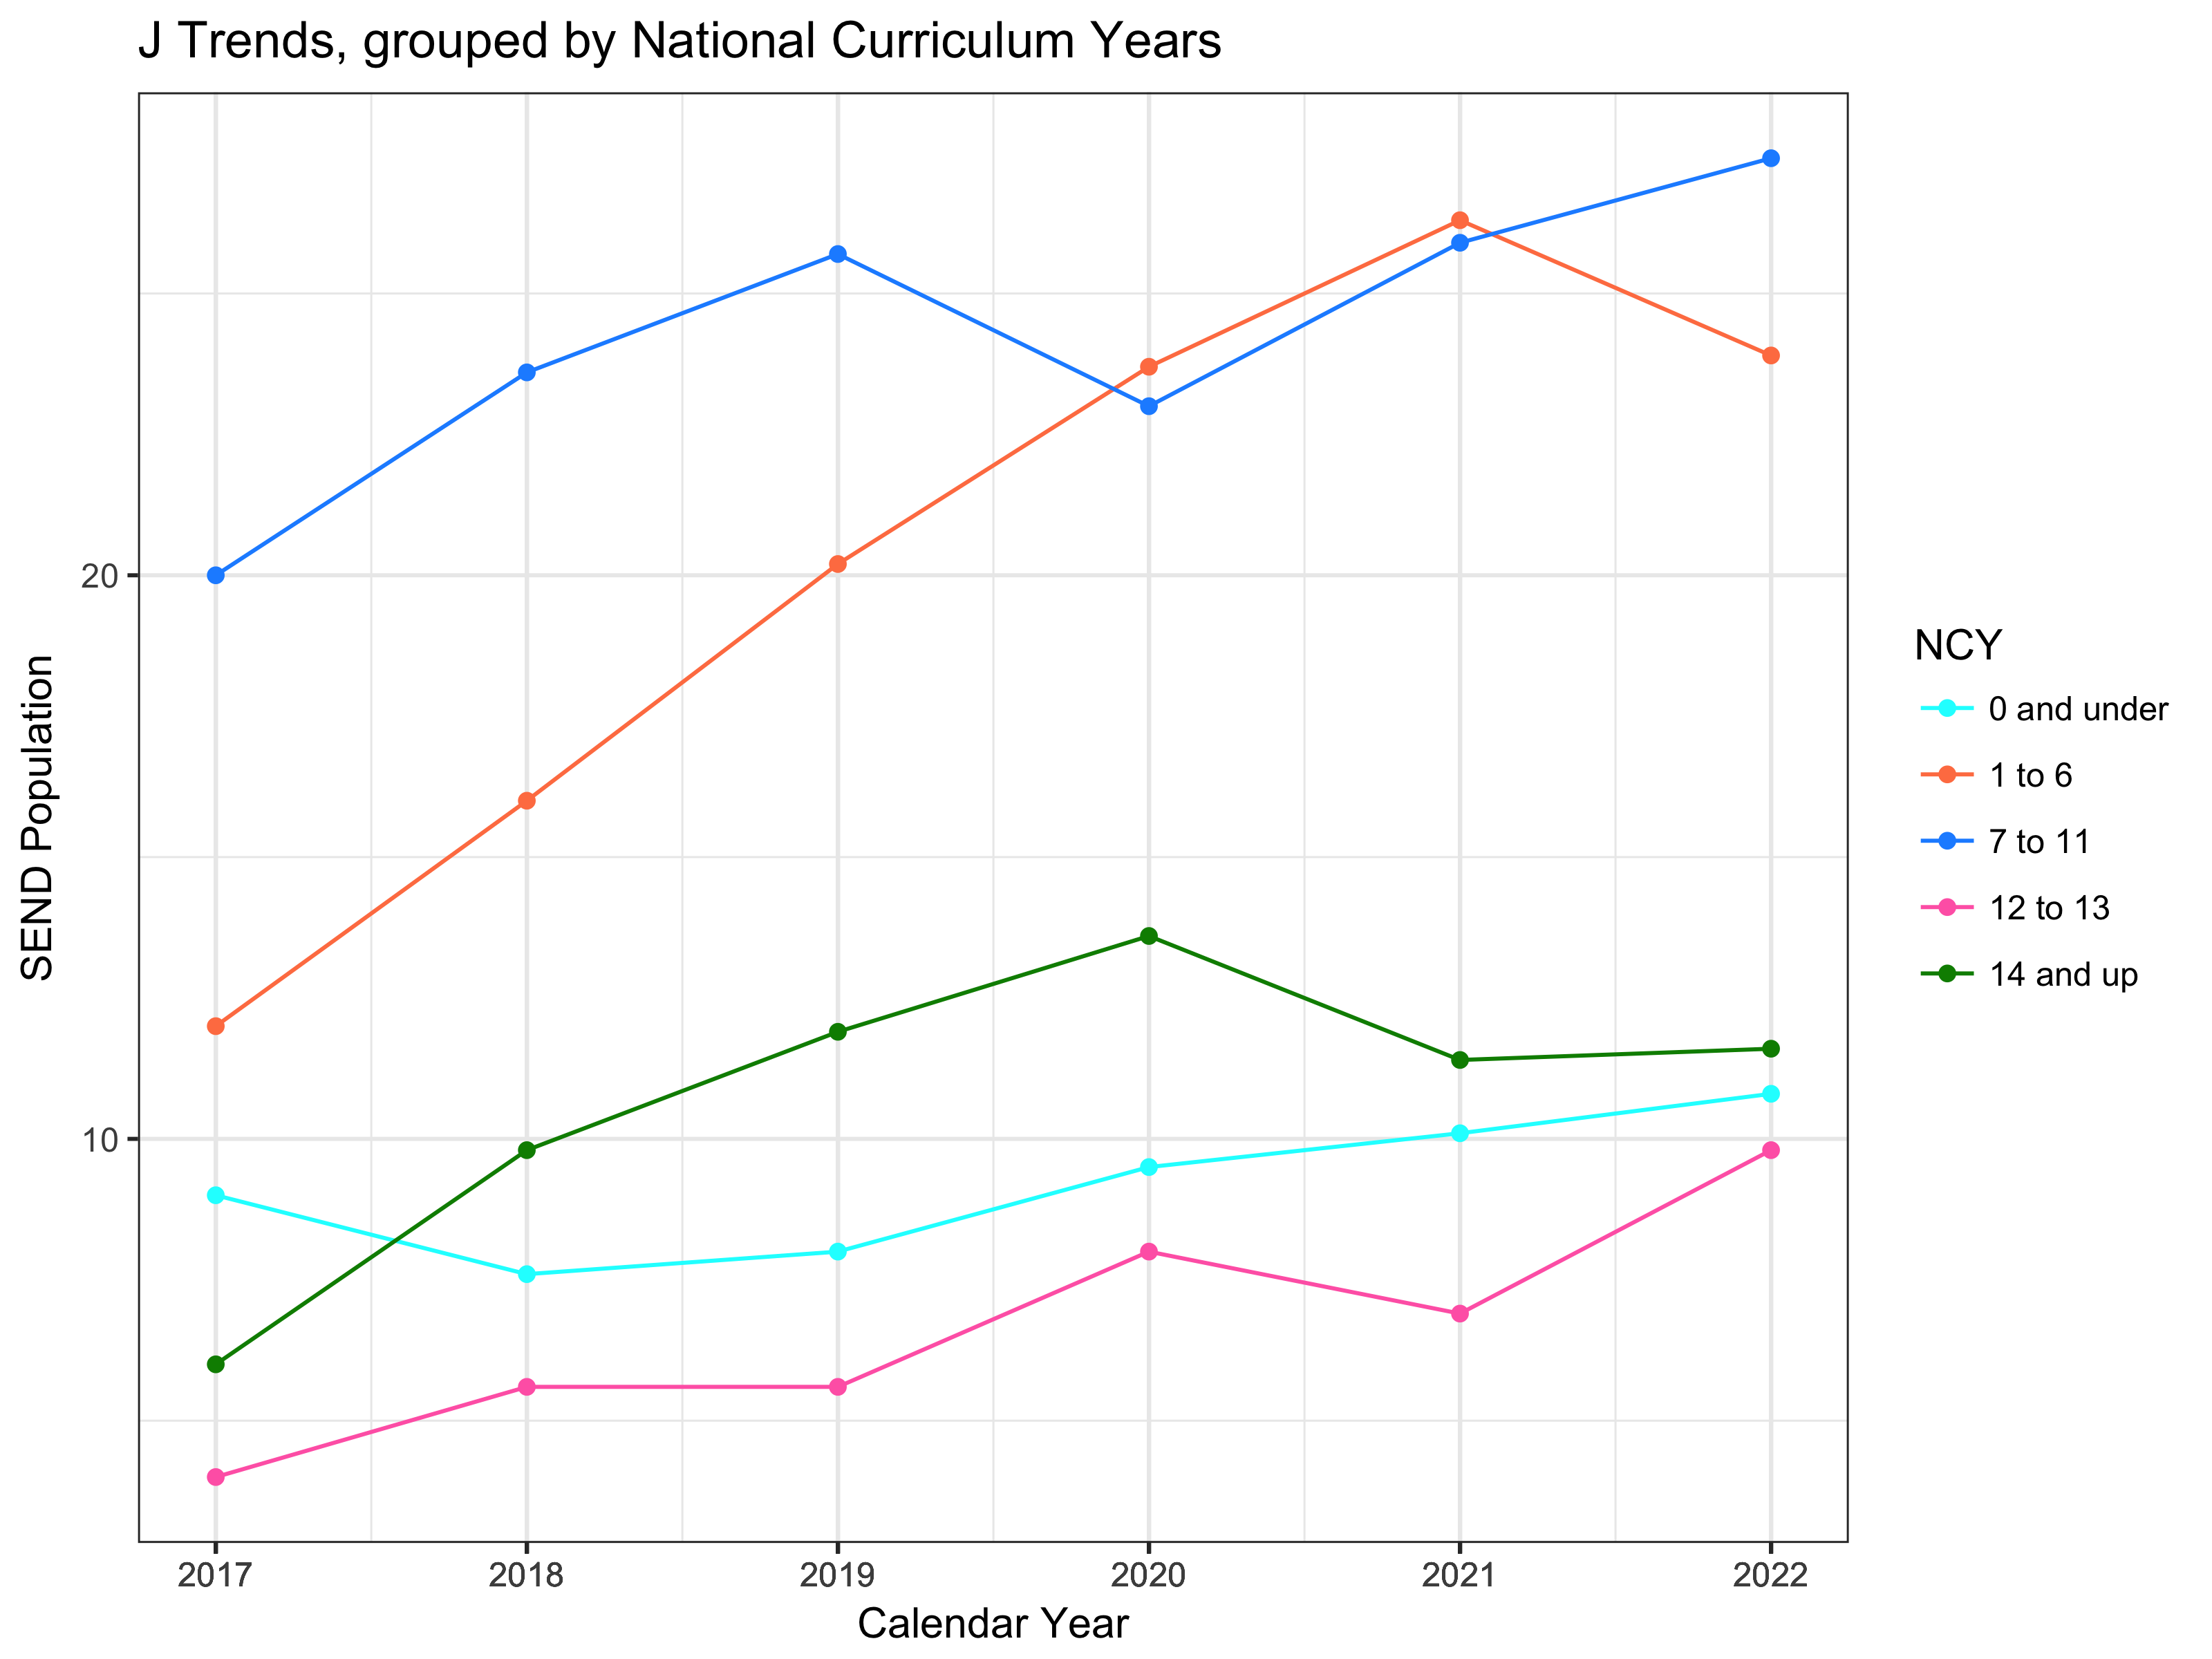 J Trends, grouped by National Curriculum Years
SEND Population
20
10
2017 2018 2019 2020 2021 2022
Calendar Year
NCY
0 and under
1 to 6
7 to 11
12 to 13
14 and up